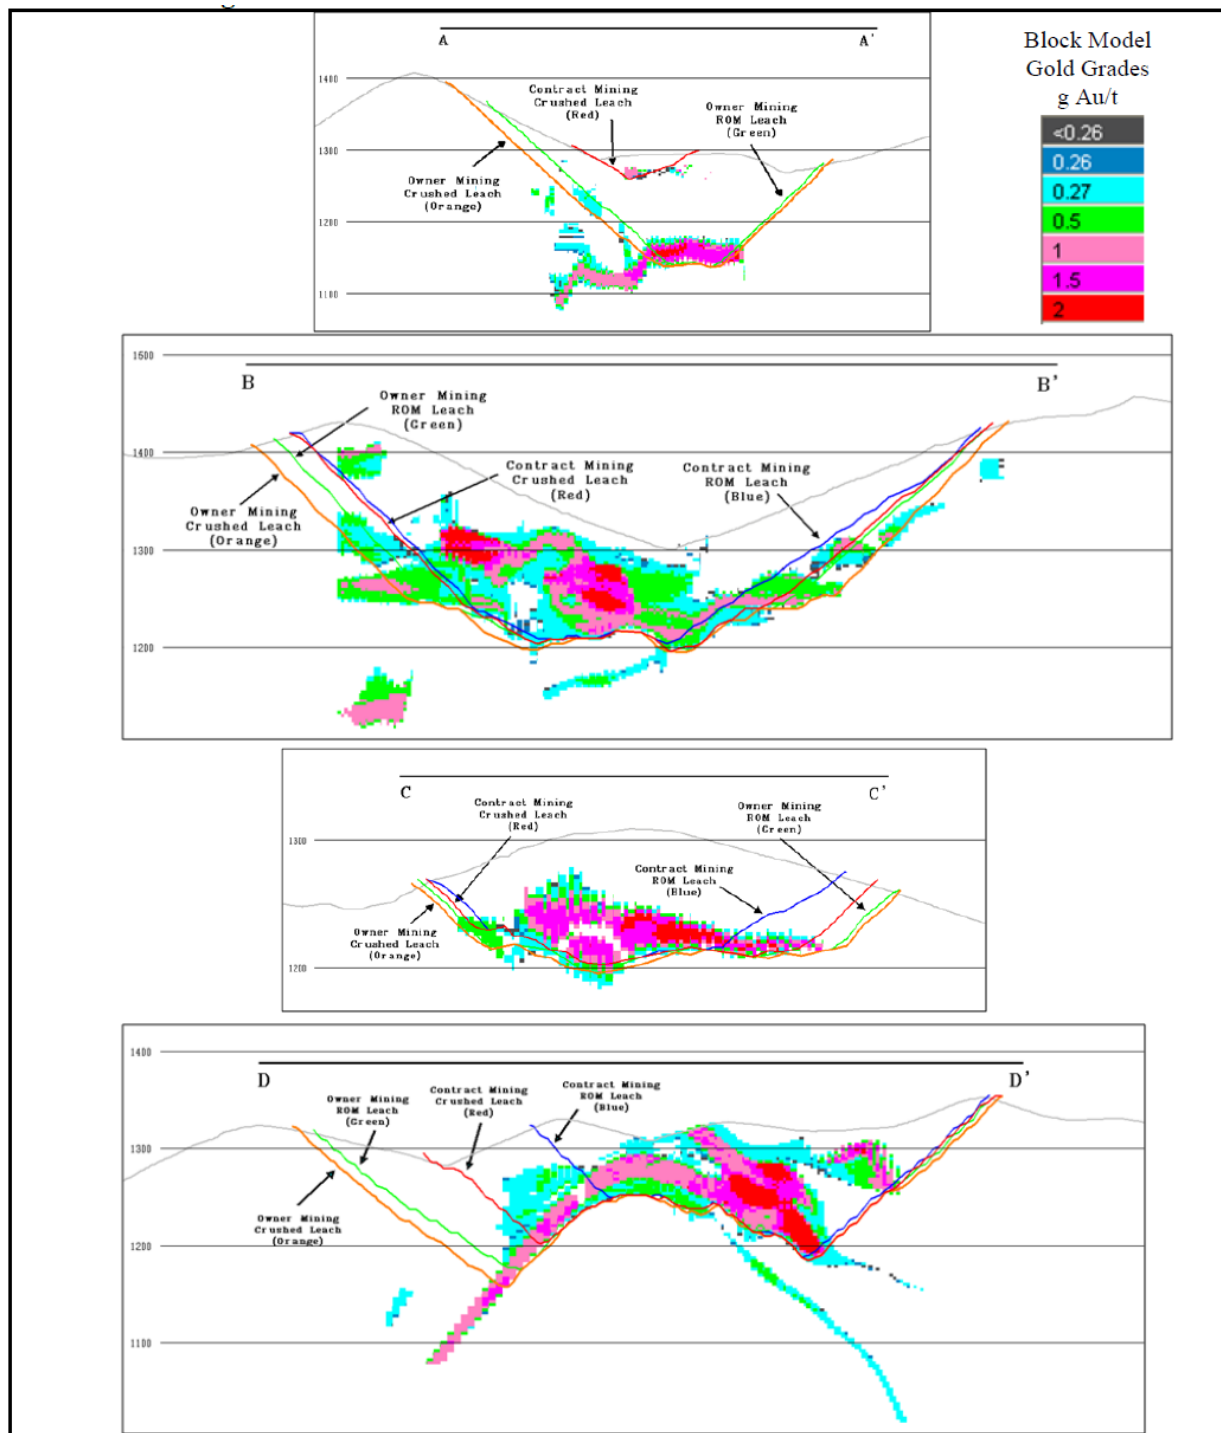 A A'
Block Model
Gold Grades
g Au/t
<0.26
0.26
0.27
0.5
1
1.5
2
1400
1300
1200
1100
Contract Mining
Crushed Leach
(Red)
Owner Mining
ROM Leach
(Green)
Owner Mining
Crushed Leach
(Orange)
1500
1400
1300
1200
B B'
Owner Mining
ROM Leach
(Green)
Contract Mining
Crushed Leach
(Red)
Contract Mining
ROM Leach
(Blue)
Owner Mining
Crushed Leach
(Orange)
C C'
1300
1200
Contract Mining
Crushed Leach
(Red)
Owner Mining
ROM Leach
(Green)
Contract Mining
ROM Leach
(Blue)
Owner Mining
Crushed Leach
(Orange)
1400
1300
1200
1100
D D'
Owner Mining
ROM Leach
(Green)
Contract Mining
Crushed Leach
(Red)
Contract Mining
ROM Leach
(Blue)
Owner Mining
Crushed Leach
(Orange)